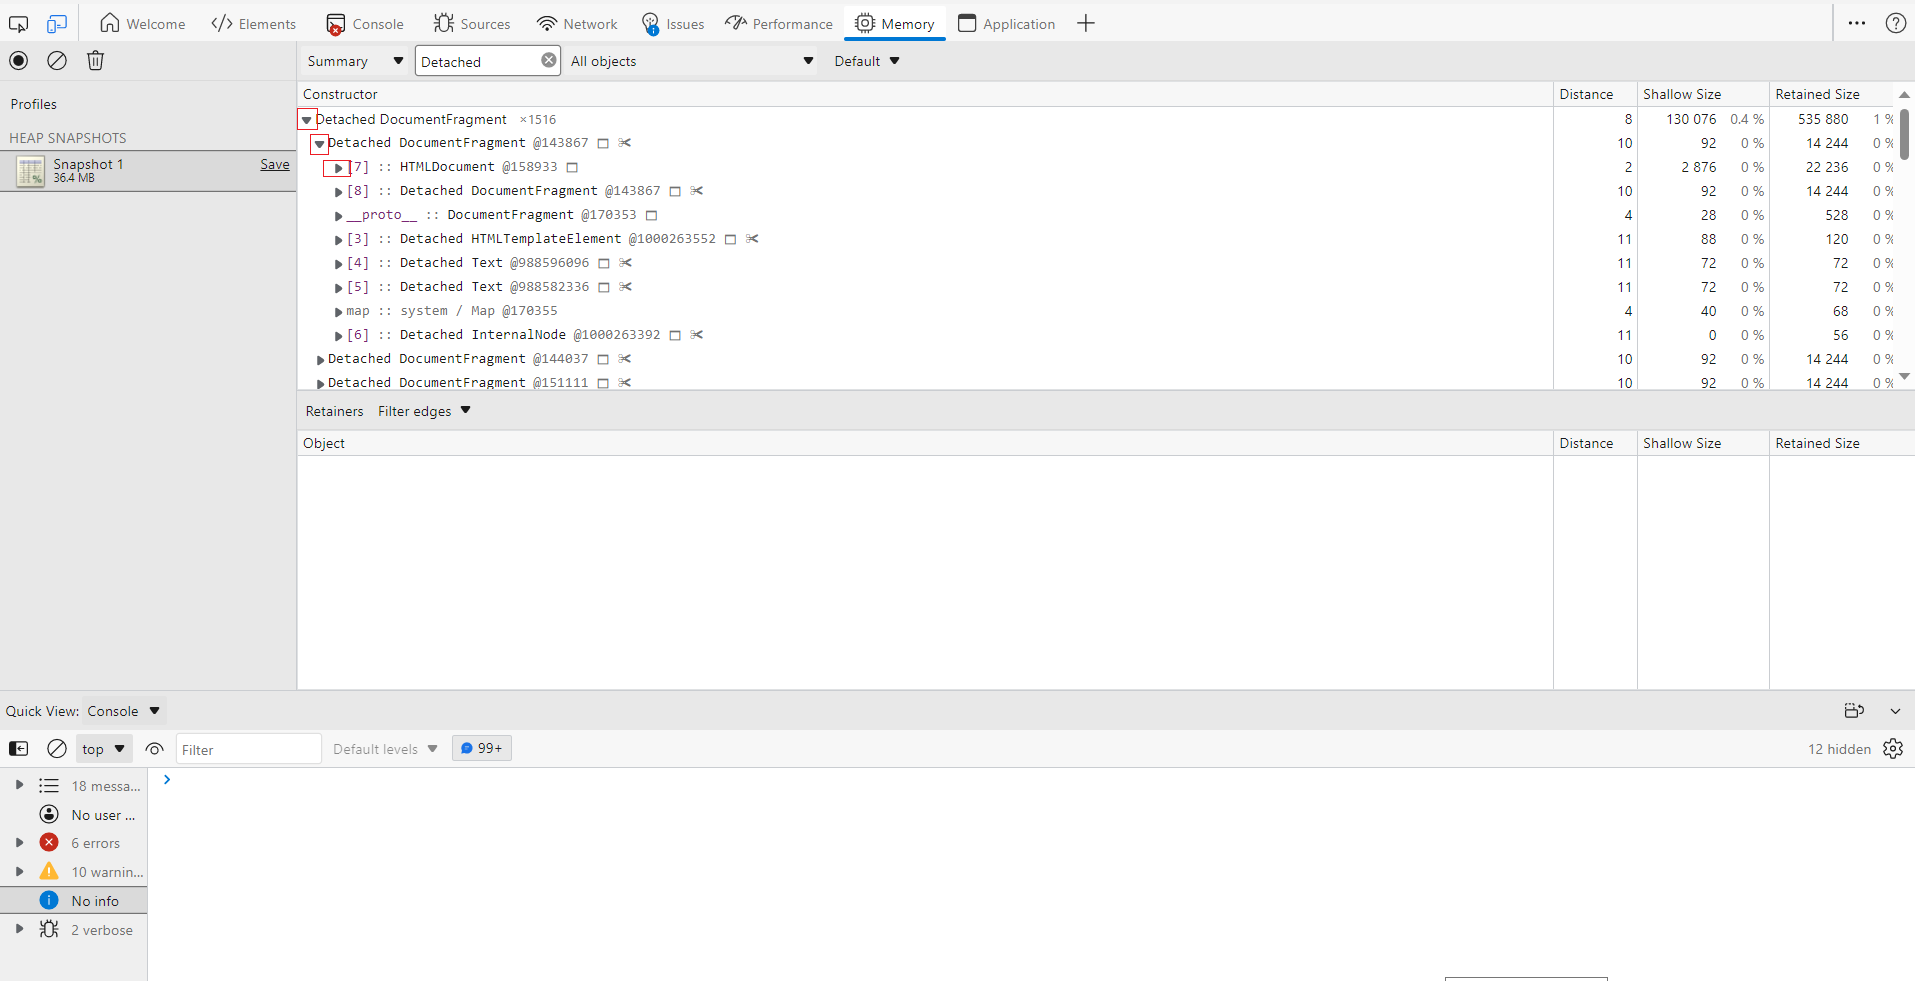 Welcome Elements Console Sources Network Issues Performance Memory Application
Summary Detached All objects Default
Profiles
HEAP SNAPSHOTS
Snapshot 1 Save
36.4 MB
Constructor Distance Shallow Size Retained Size
Detached DocumentFragment ×1516 8 130 076 0.4 % 535 880 1 %
Detached DocumentFragment @143867 10 92 0 % 14 244 0 %
[7] :: HTMLDocument @158933 2 2 876 0 % 22 236 0 %
[8] :: Detached DocumentFragment @143867 10 92 0 % 14 244 0 %
__proto__ :: DocumentFragment @170353 4 28 0 % 528 0 %
[3] :: Detached HTMLTemplateElement @1000263552 11 88 0 % 120 0 %
[4] :: Detached Text @988596096 11 72 0 % 72 0 %
[5] :: Detached Text @988582336 11 72 0 % 72 0 %
map :: system / Map @170355 4 40 0 % 68 0 %
[6] :: Detached InternalNode @1000263392 11 0 0 % 56 0 %
Detached DocumentFragment @144037 10 92 0 % 14 244 0 %
Detached DocumentFragment @151111 10 92 0 % 14 244 0 %
Retainers Filter edges
Object Distance Shallow Size Retained Size
Quick View: Console
top Filter Default levels 99+ 12 hidden
18 messa...
No user ...
6 errors
10 warnin...
No info
2 verbose